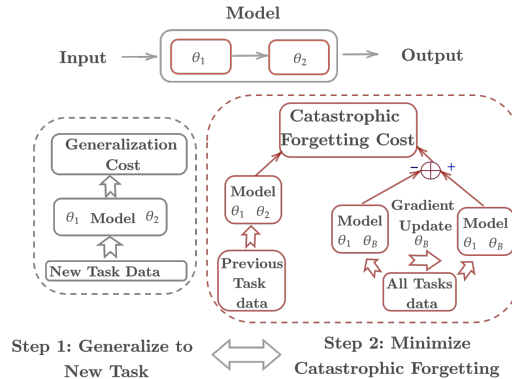 Model
Input
θ1
θ2
Output
Generalization
Cost
θ1 Model θ2
New Task Data
Catastrophic
Forgetting Cost
− +
Model
θ1 θ2
Previous
Task
data
Model
θ1 θB
Gradient
Update
θB
Model
θ1 θB
All Tasks
data
Step 1: Generalize to
New Task
Step 2: Minimize
Catastrophic Forgetting